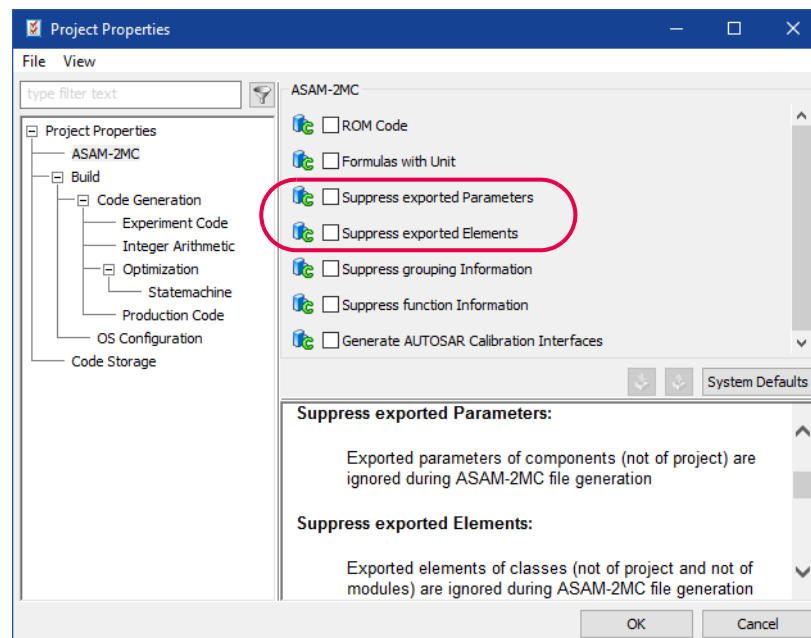 Project Properties
File View
type filter text
Project Properties
ASAM-2MC
Build
Code Generation
Experiment Code
Integer Arithmetic
Optimization
Statemachine
Production Code
OS Configuration
Code Storage
ASAM-2MC
ROM Code
Formulas with Unit
Suppress exported Parameters
Suppress exported Elements
Suppress grouping Information
Suppress function Information
Generate AUTOSAR Calibration Interfaces
System Defaults
Suppress exported Parameters:
Exported parameters of components (not of project) are
ignored during ASAM-2MC file generation
Suppress exported Elements:
Exported elements of classes (not of project and not of
modules) are ignored during ASAM-2MC file generation
OK Cancel